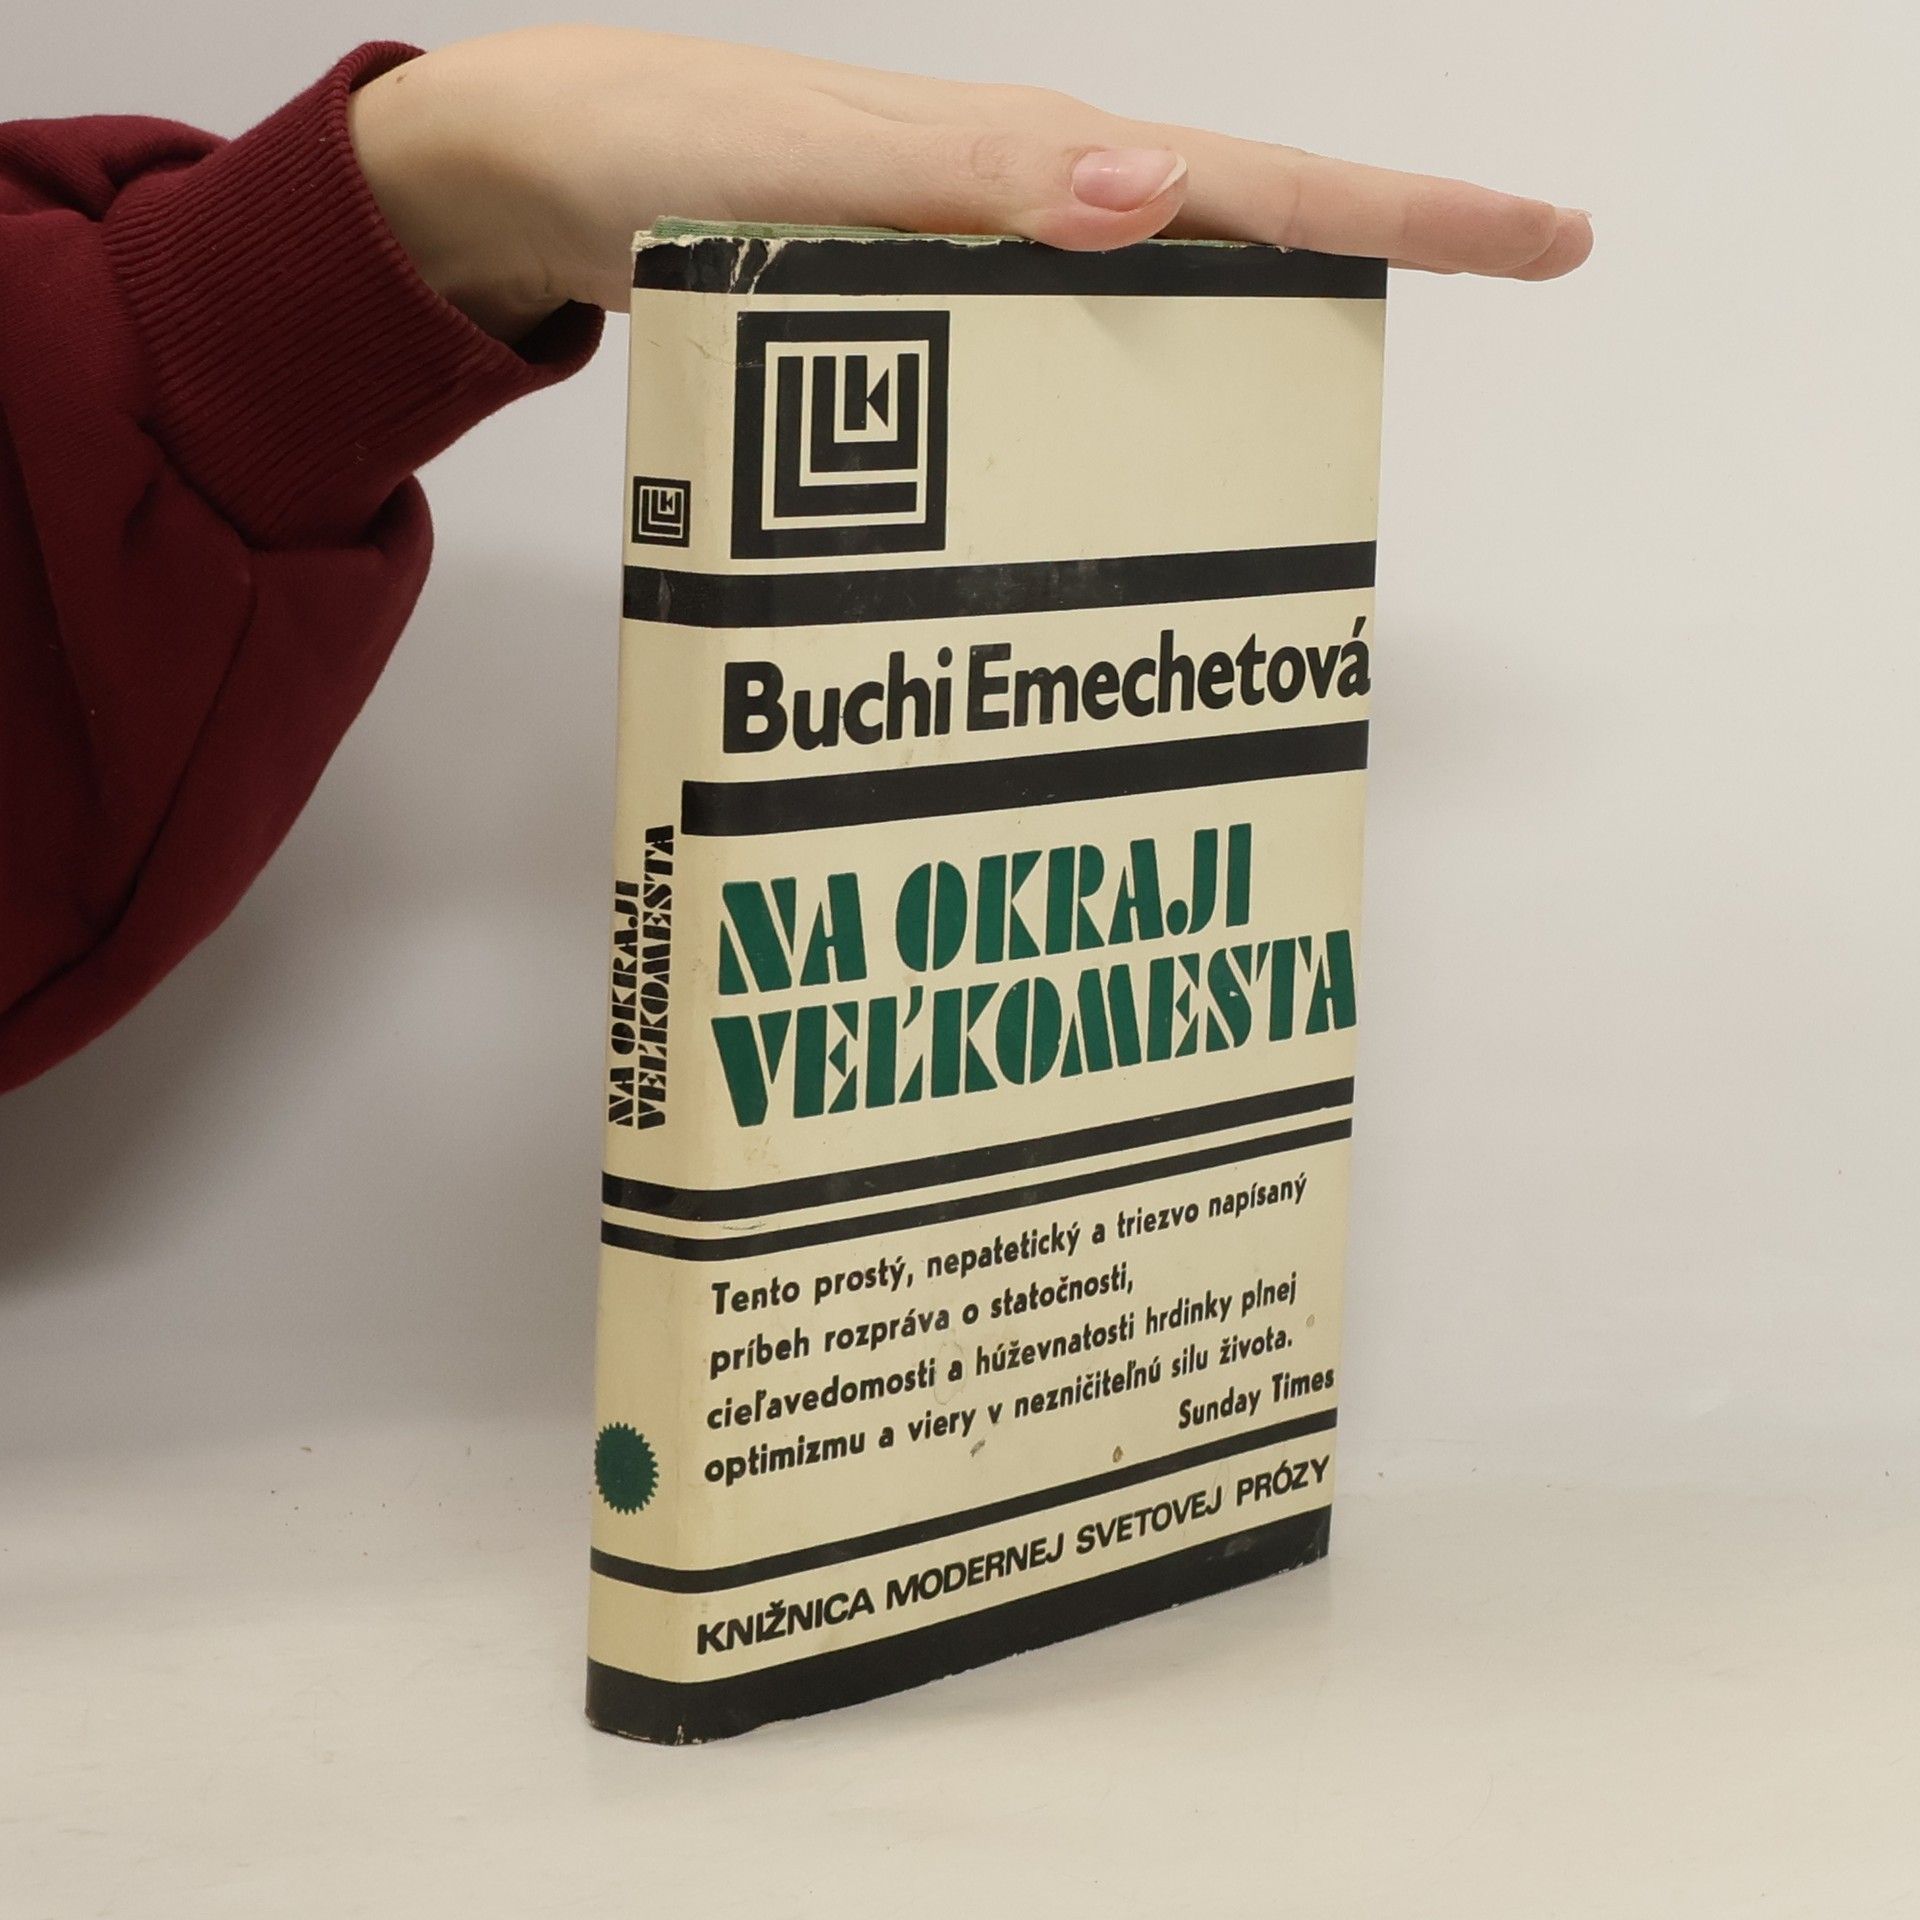 Buchi Emechetová
NA OKRAJI
VEĽKOMESTA
Tento prostý, nepatetický a triezvo napísaný
príbeh rozpráva o statočnosti,
cieľavedomosti a húževnatosti hrdinky plnej
optimizmu a viery v nezničiteľnú silu života.
Sunday Times
KNIŽNICA MODERNEJ SVETOVEJ PRÓZY
NA OKRAJI
VEĽKOMESTA